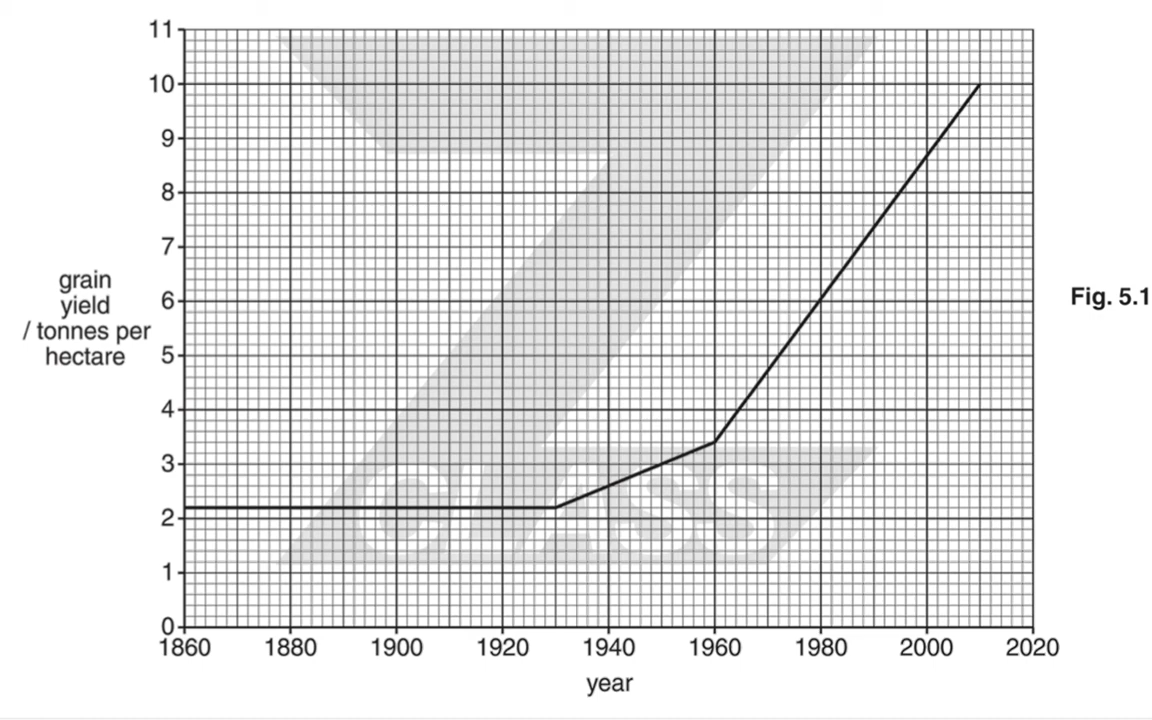 11
10
9
8
7
6
5
4
3
2
1
0
grain
yield
/ tonnes per
hectare
1860 1880 1900 1920 1940 1960 1980 2000 2020
year
Fig. 5.1
CLASS